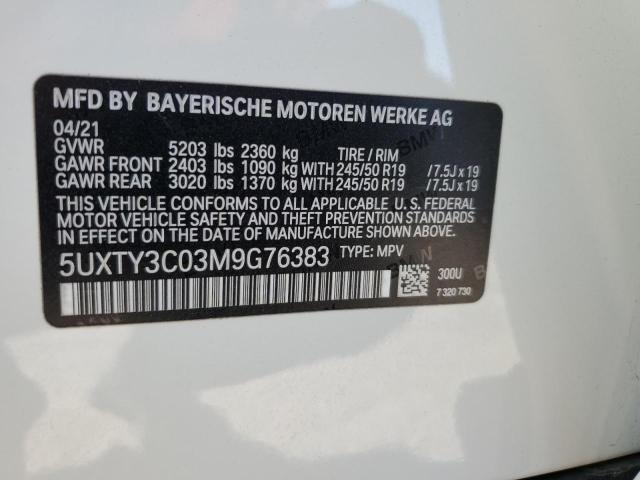 MFD BY BAYERISCHE MOTOREN WERKE AG
04/21
GVWR 5203 lbs 2360 kg TIRE / RIM
GAWR FRONT 2403 lbs 1090 kg WITH 245/50 R19 /7.5J x 19
GAWR REAR 3020 lbs 1370 kg WITH 245/50 R19 /7.5J x 19
THIS VEHICLE CONFORMS TO ALL APPLICABLE U. S. FEDERAL
MOTOR VEHICLE SAFETY AND THEFT PREVENTION STANDARDS
IN EFFECT ON THE DATE OF MANUFACTURE SHOWN ABOVE.
5UXTY3C03M9G76383 TYPE: MPV
300U
7 320 730